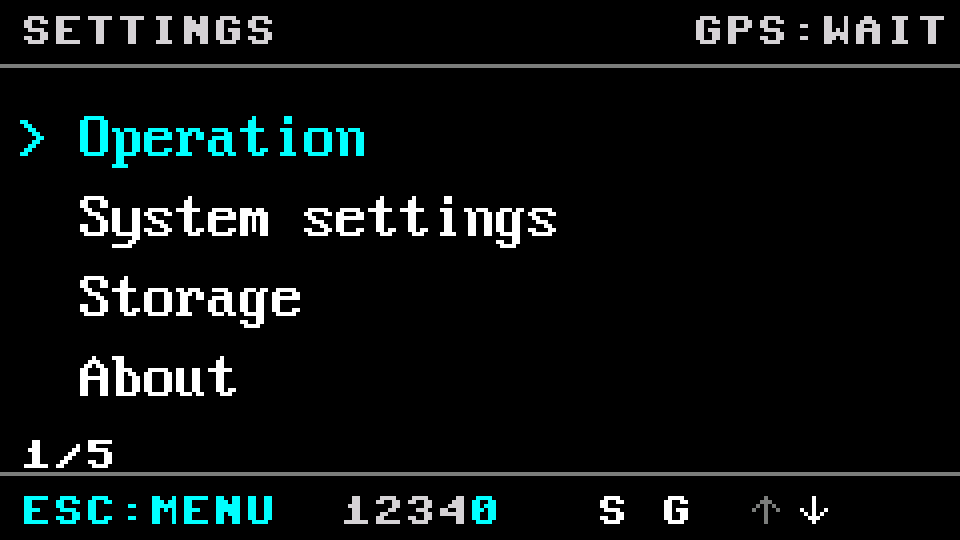 SETTINGS GPS:WAIT
> Operation
System settings
Storage
About
1/5
ESC:MENU 12340 S G ↑ ↓